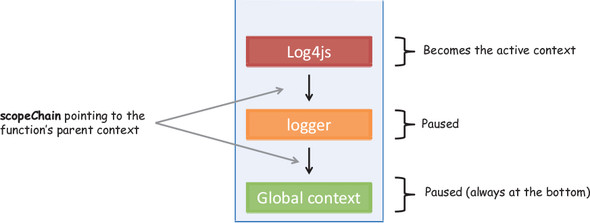 Log4js
Becomes the active context
scopeChain pointing to the
function's parent context
logger
Paused
Global context
Paused (always at the bottom)